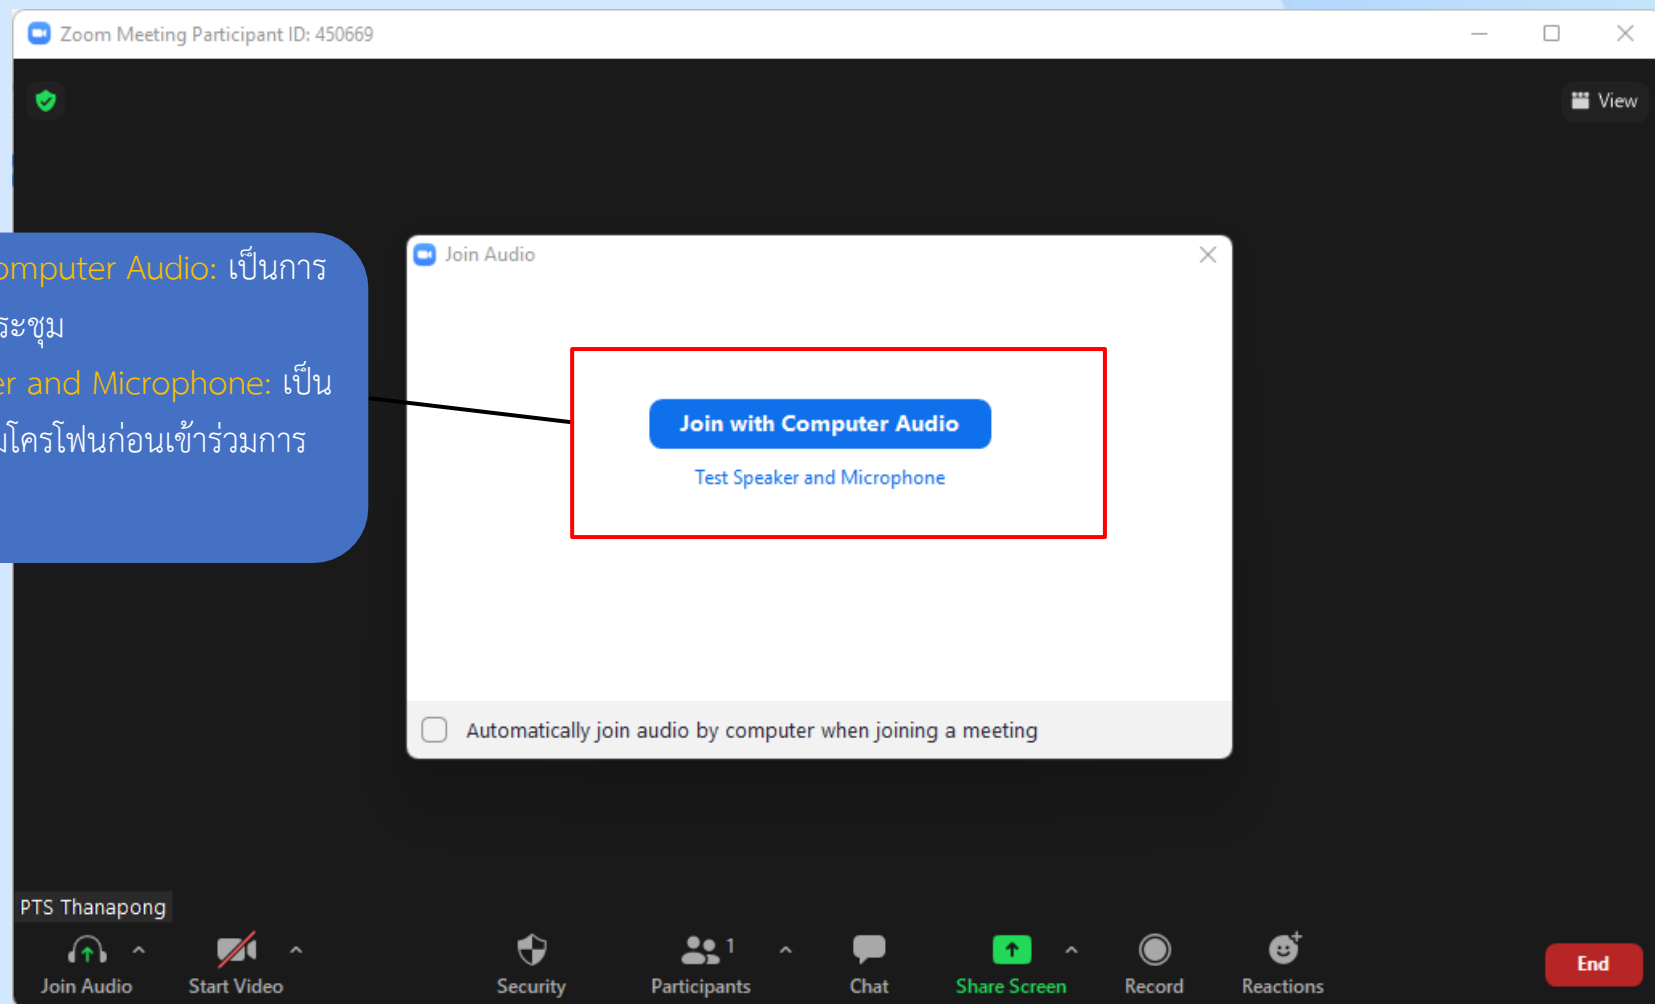 Zoom Meeting Participant ID: 450669
View
Computer Audio: เป็นการ
ระชุม
er and Microphone: เป็น
มโครโฟนก่อนเข้าร่วมการ
Join Audio
Join with Computer Audio
Test Speaker and Microphone
Automatically join audio by computer when joining a meeting
PTS Thanapong
1
Join Audio
Start Video
Security
Participants
Chat
Share Screen
Record
Reactions
End